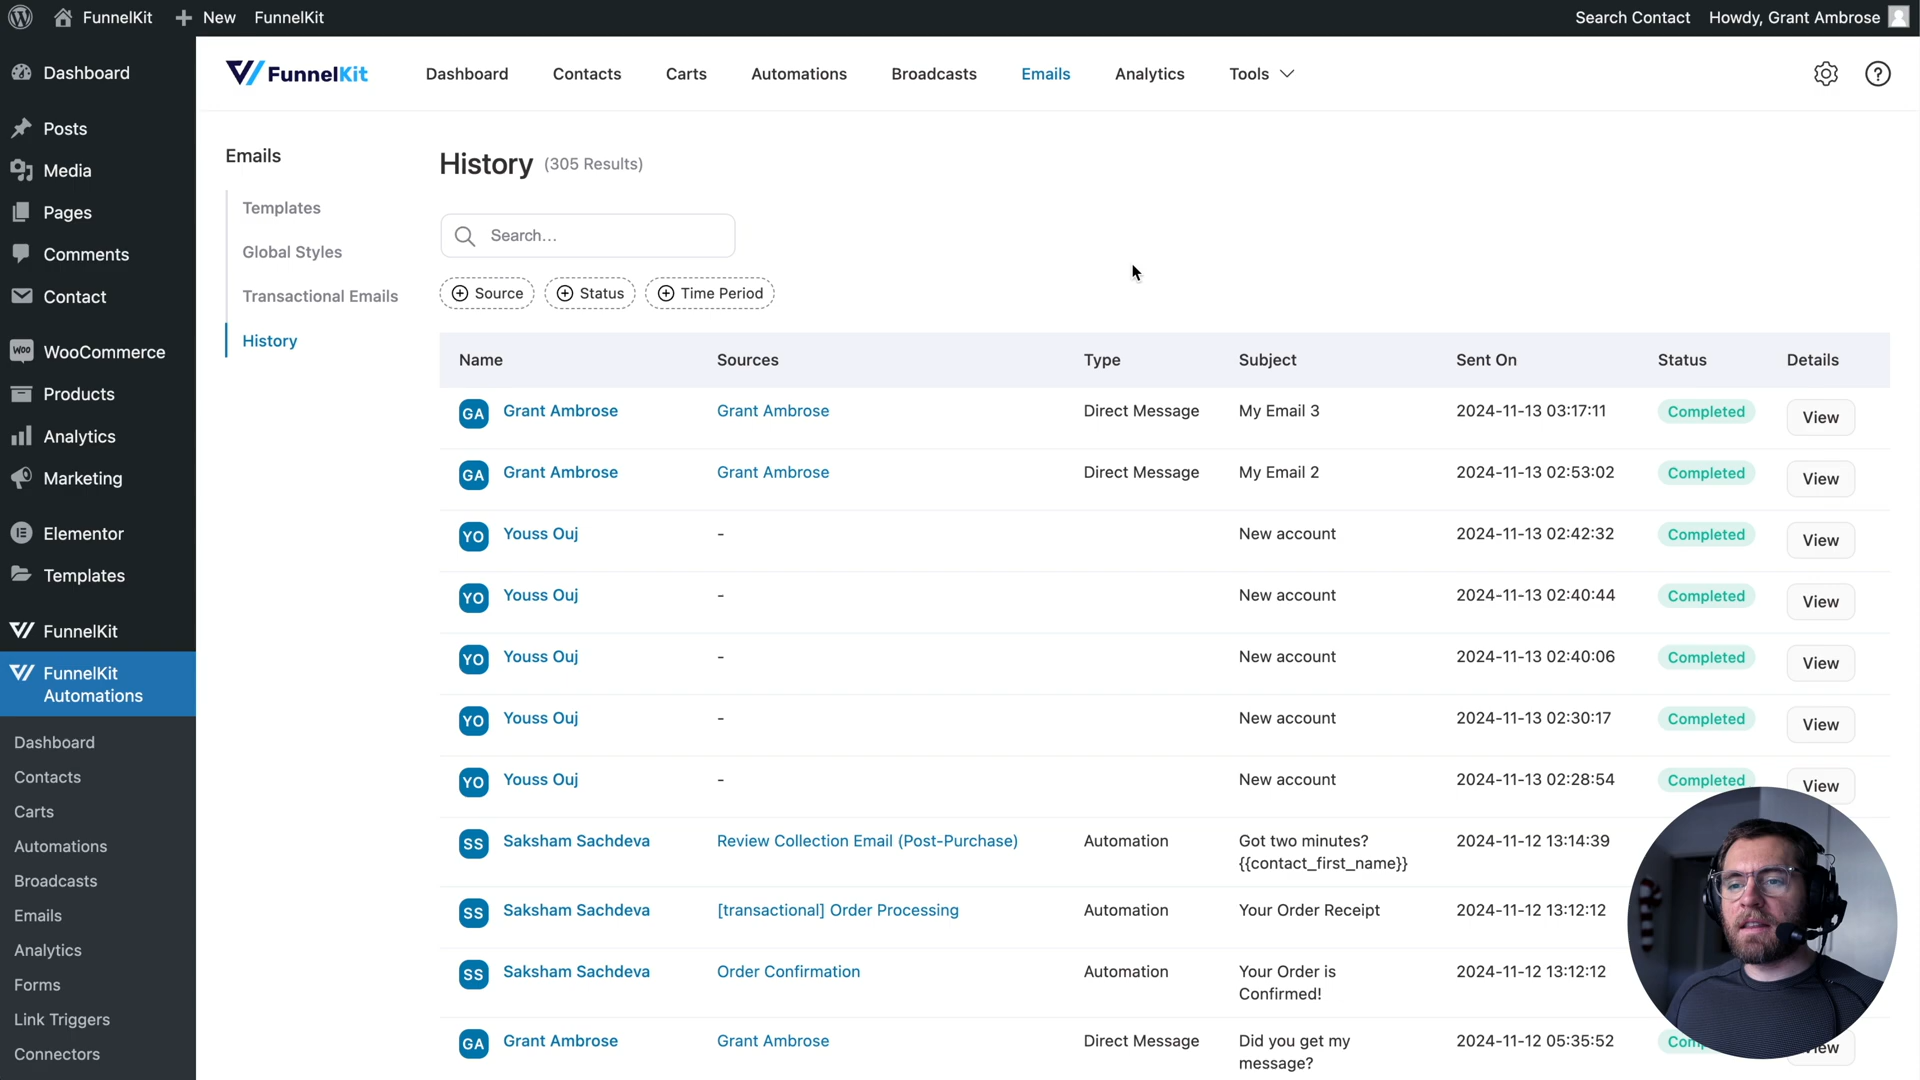 FunnelKit
New
FunnelKit
Search Contact
Howdy, Grant Ambrose
Dashboard
Posts
Media
Pages
Comments
Contact
WooCommerce
Products
Analytics
Marketing
Elementor
Templates
FunnelKit
FunnelKit
Automations
Dashboard
Contacts
Carts
Automations
Broadcasts
Emails
Analytics
Forms
Link Triggers
Connectors
FunnelKit
Dashboard
Contacts
Carts
Automations
Broadcasts
Emails
Analytics
Tools
Emails
Templates
Global Styles
Transactional Emails
History
History (305 Results)
Search...
Source
Status
Time Period
Name Sources Type Subject Sent On Status Details
GA Grant Ambrose Grant Ambrose Direct Message My Email 3 2024-11-13 03:17:11 Completed View
GA Grant Ambrose Grant Ambrose Direct Message My Email 2 2024-11-13 02:53:02 Completed View
YO Youss Ouj - New account 2024-11-13 02:42:32 Completed View
YO Youss Ouj - New account 2024-11-13 02:40:44 Completed View
YO Youss Ouj - New account 2024-11-13 02:40:06 Completed View
YO Youss Ouj - New account 2024-11-13 02:30:17 Completed View
YO Youss Ouj - New account 2024-11-13 02:28:54 Completed View
SS Saksham Sachdeva Review Collection Email (Post-Purchase) Automation Got two minutes? 2024-11-12 13:14:39
{{contact_first_name}}
SS Saksham Sachdeva [transactional] Order Processing Automation Your Order Receipt 2024-11-12 13:12:12
SS Saksham Sachdeva Order Confirmation Automation Your Order is 2024-11-12 13:12:12
Confirmed!
GA Grant Ambrose Grant Ambrose Direct Message Did you get my 2024-11-12 05:35:52
message?